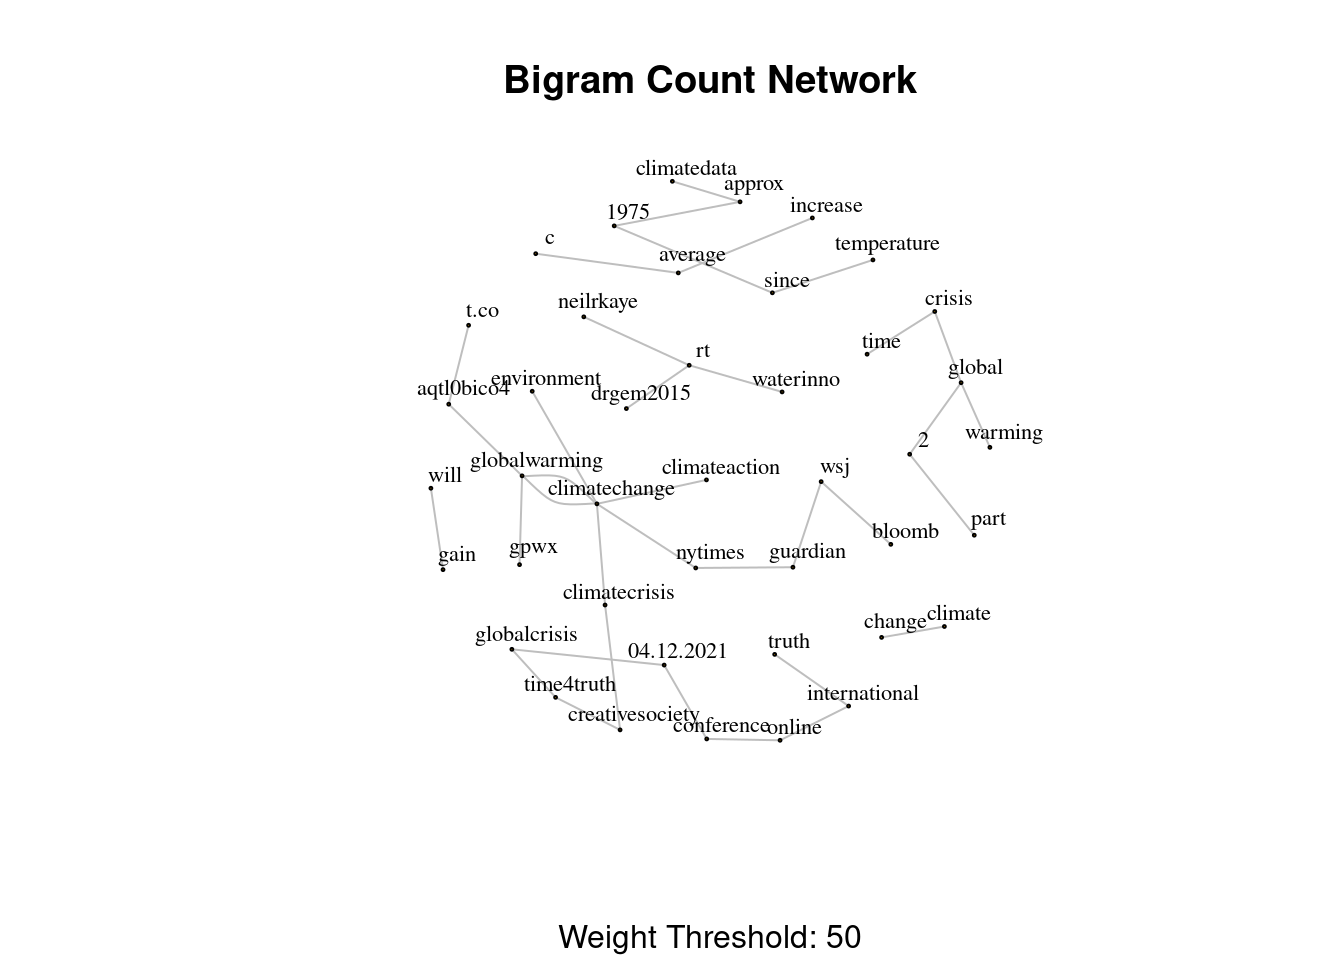 Bigram Count Network
climatedata
approx
increase
1975
c
average
temperature
since
crisis
neilrkaye
t.co
time
rt
global
waterinno
environment
aqtl0bico4
drgem2015
warming
2
globalwarming
climateaction
wsj
will
climatechange
part
bloomb
gpwx
nytimes
guardian
gain
climatecrisis
change
climate
globalcrisis
truth
04.12.2021
time4truth
international
creativesociety
conference
online
Weight Threshold: 50